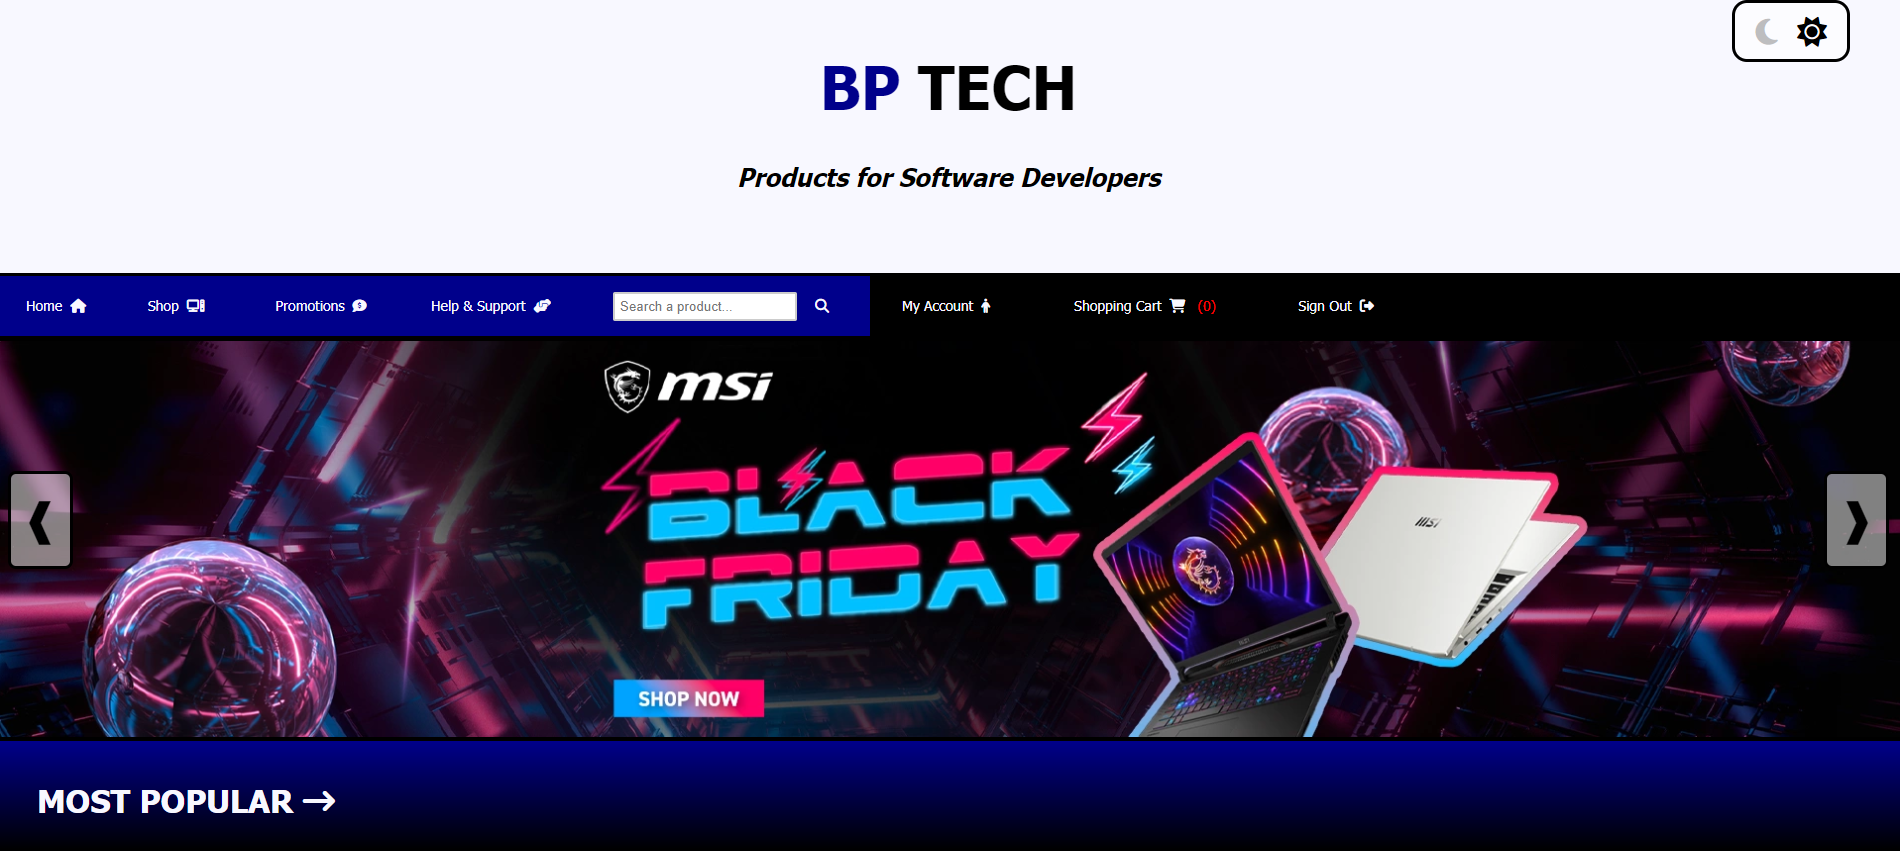 BP TECH
Products for Software Developers
Home Shop Promotions Help & Support Search a product... My Account Shopping Cart (0) Sign Out
msi
BLACK
FRIDAY
msi
SHOP NOW
MOST POPULAR →